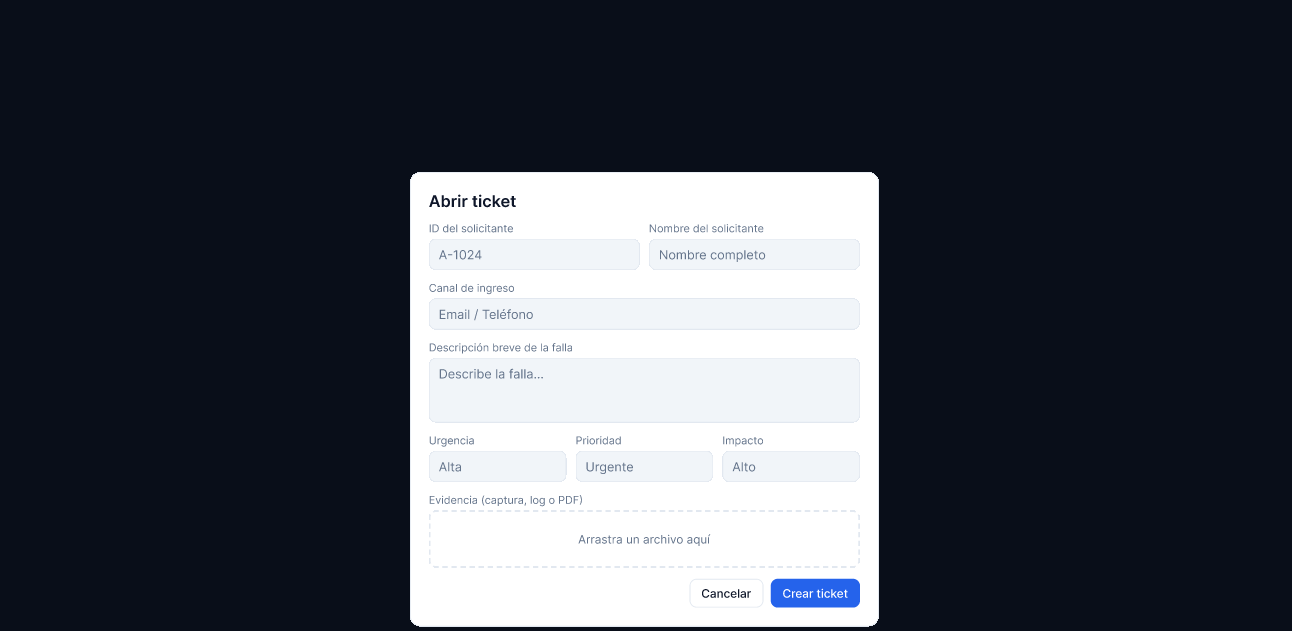 Abrir ticket
ID del solicitante
Nombre del solicitante
A-1024
Nombre completo
Canal de ingreso
Email / Teléfono
Descripción breve de la falla
Describe la falla...
Urgencia
Prioridad
Impacto
Alta
Urgente
Alto
Evidencia (captura, log o PDF)
Arrastra un archivo aquí
Cancelar
Crear ticket